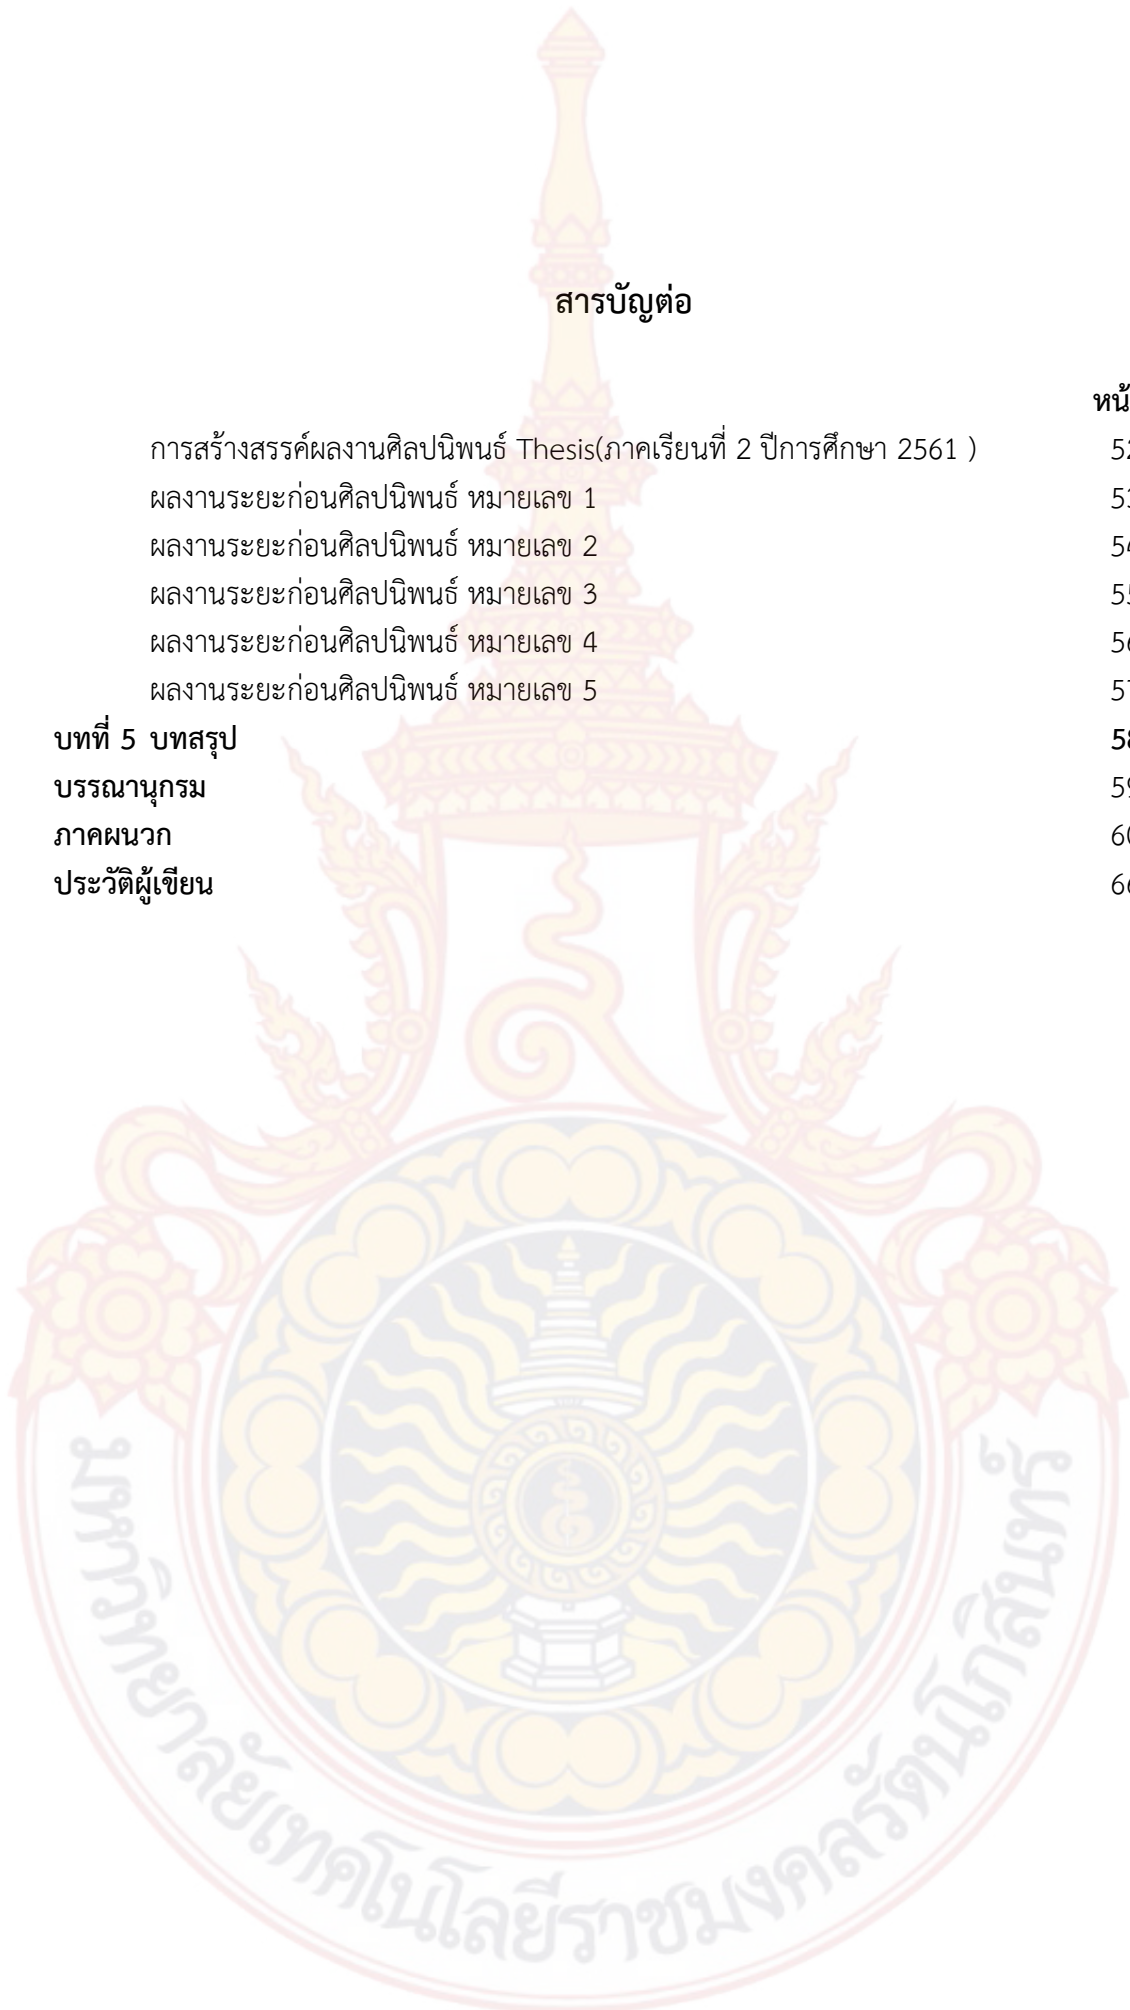 สารบัญต่อ
หน้
การสร้างสรรค์ผลงานศิลปนิพนธ์ Thesis(ภาคเรียนที่ 2 ปีการศึกษา 2561 ) 52
ผลงานระยะก่อนศิลปนิพนธ์ หมายเลข 1 53
ผลงานระยะก่อนศิลปนิพนธ์ หมายเลข 2 54
ผลงานระยะก่อนศิลปนิพนธ์ หมายเลข 3 55
ผลงานระยะก่อนศิลปนิพนธ์ หมายเลข 4 56
ผลงานระยะก่อนศิลปนิพนธ์ หมายเลข 5 57
บทที่ 5 บทสรุป 58
บรรณานุกรม 59
ภาคผนวก 60
ประวัติผู้เขียน 66
มหาวิทยาลัยเทคโนโลยีราชมงคลรัตนโกสินทร์